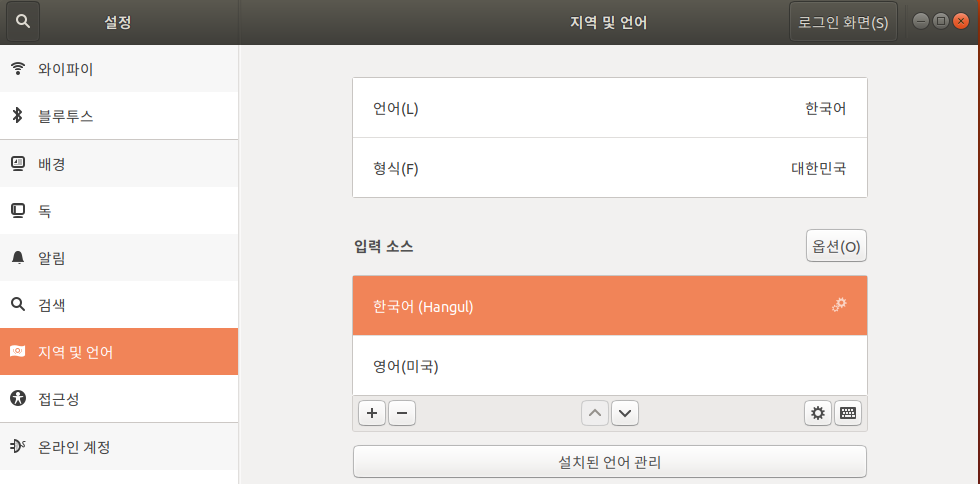 설정
지역 및 언어
로그인 화면(S)
와이파이
블루투스
배경
독
알림
검색
지역 및 언어
접근성
온라인 계정
언어(L)
한국어
형식(F)
대한민국
입력 소스
옵션(O)
한국어 (Hangul)
영어(미국)
설치된 언어 관리